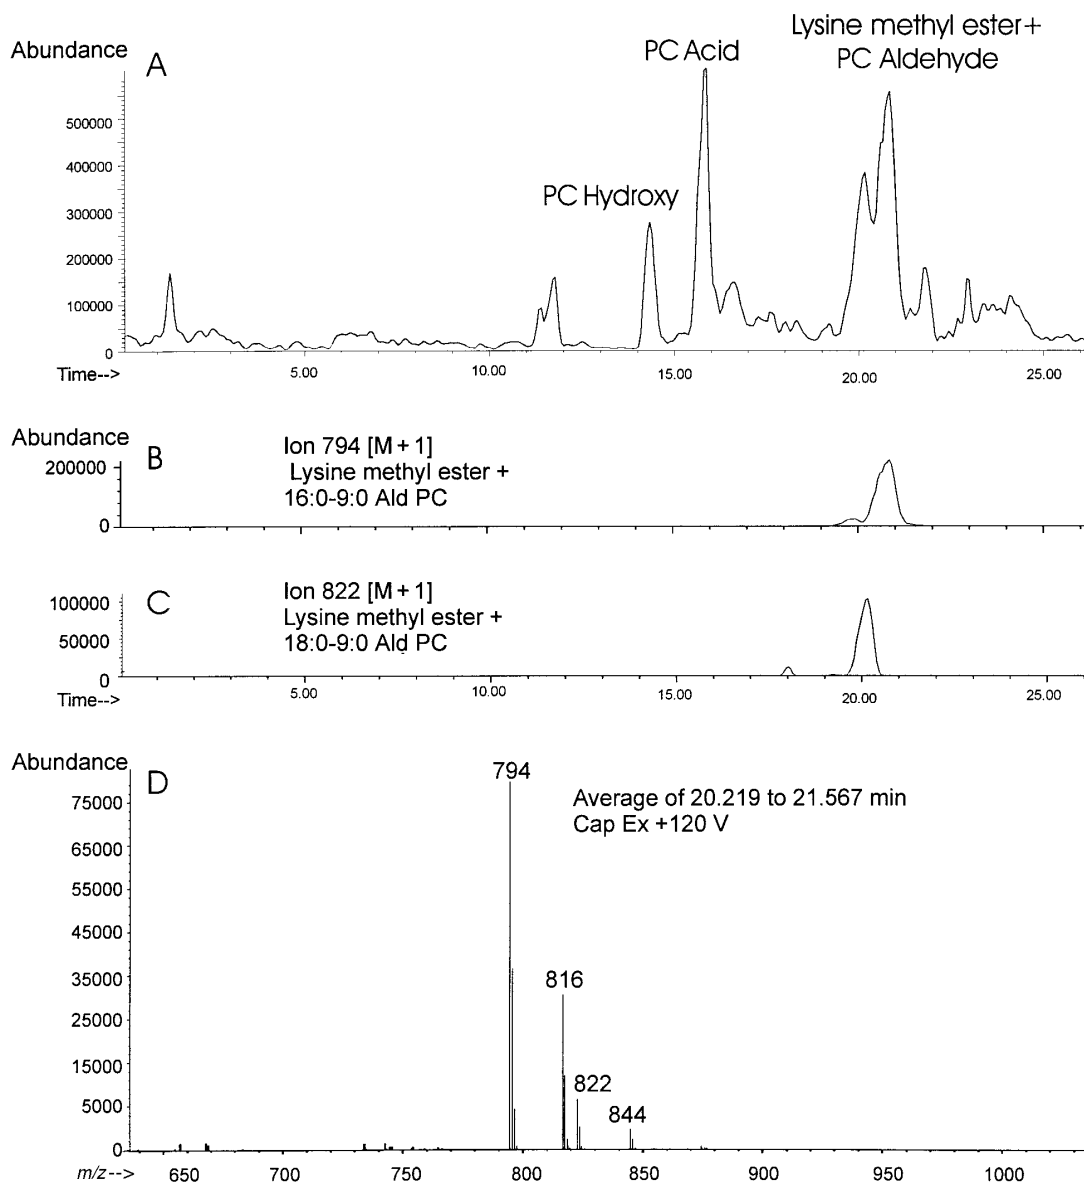 Lysine methyl ester+
Abundance A PC Acid PC Aldehyde
500000
400000
PC Hydroxy
300000
200000
100000
0
Time--> 5.00 10.00 15.00 20.00 25.00
Abundance B Ion 794 [M + 1]
200000 Lysine methyl ester +
16:0-9:0 Ald PC
0
C Ion 822 [M + 1]
100000 Lysine methyl ester +
50000 18:0-9:0 Ald PC
0
Time--> 5.00 10.00 15.00 20.00 25.00
Abundance D 794
75000 Average of 20.219 to 21.567 min
Cap Ex +120 V
65000
55000
45000
35000 816
25000
15000 822
5000 844
0
m/z--> 650 700 750 800 850 900 950 1000